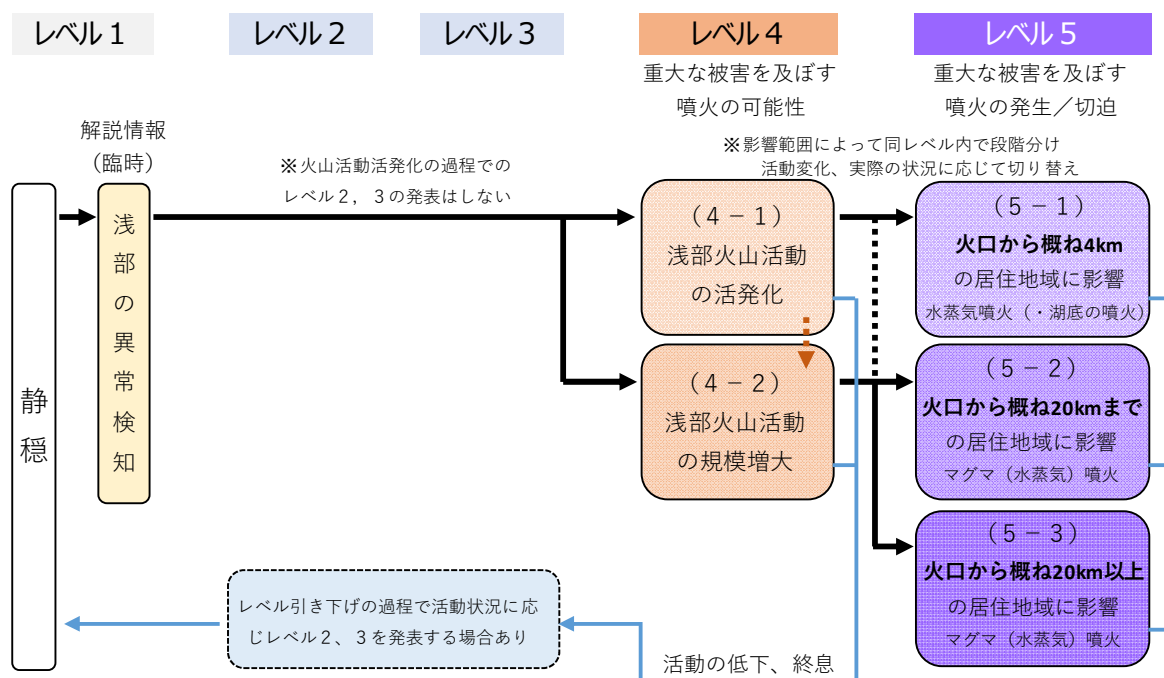 レベル１
レベル２
レベル３
レベル４
レベル５
重大な被害を及ぼす
噴火の可能性
重大な被害を及ぼす
噴火の発生／切迫
解説情報
（臨時）
※火山活動活発化の過程での
レベル２，３の発表はしない
※影響範囲によって同レベル内で段階分け
活動変化、実際の状況に応じて切り替え
静穏
浅部の異常検知
（４－１）
浅部火山活動
の活発化
（４－２）
浅部火山活動
の規模増大
（５－１）
火口から概ね4km
の居住地域に影響
水蒸気噴火（・湖底の噴火）
（５－２）
火口から概ね20kmまで
の居住地域に影響
マグマ（水蒸気）噴火
（５－３）
火口から概ね20km以上
の居住地域に影響
マグマ（水蒸気）噴火
レベル引き下げの過程で活動状況に応
じレベル２、３を発表する場合あり
活動の低下、終息